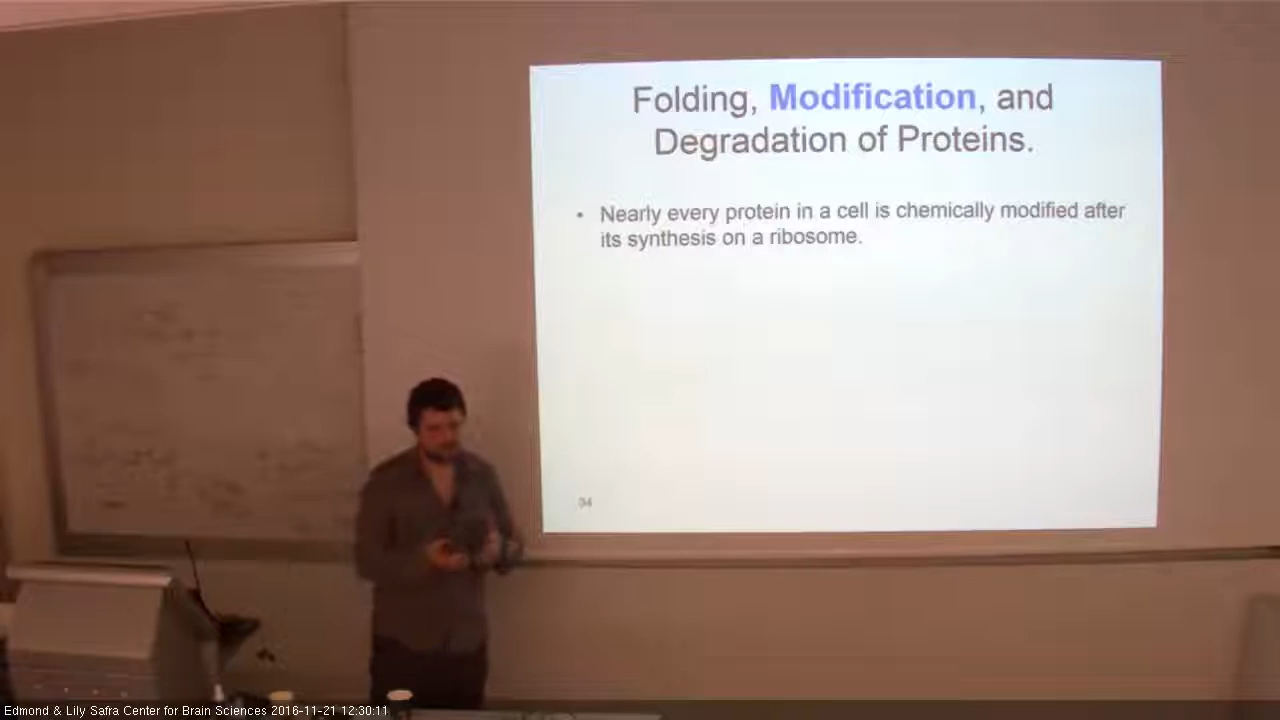 Folding, Modification, and
Degradation of Proteins.
• Nearly every protein in a cell is chemically modified after
its synthesis on a ribosome.
34
Edmond & Lily Safra Center for Brain Sciences 2016-11-21 12:30:11